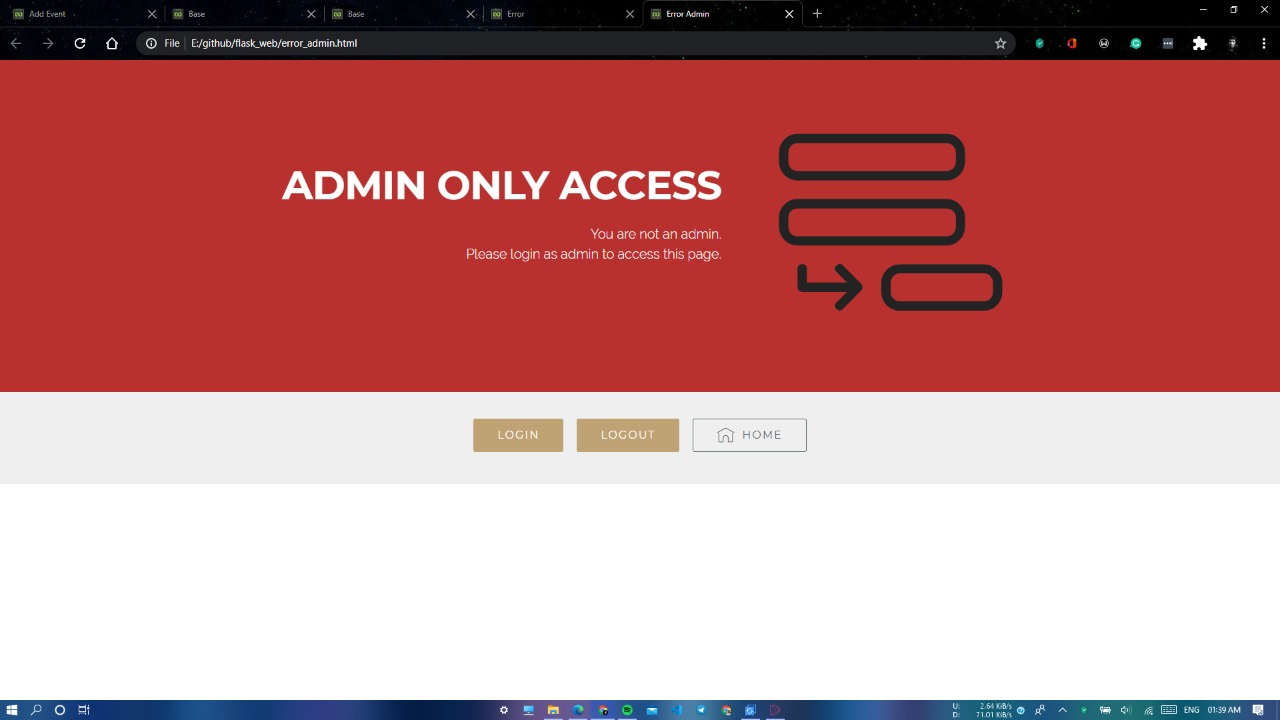 Add Event
Base
Base
Error
Error Admin
File
E:/github/flask_web/error_admin.html
ADMIN ONLY ACCESS
You are not an admin.
Please login as admin to access this page.
LOGIN
LOGOUT
HOME
U: 2.64 KiB/s
D: 71.01 KiB/s
ENG
01:39 AM